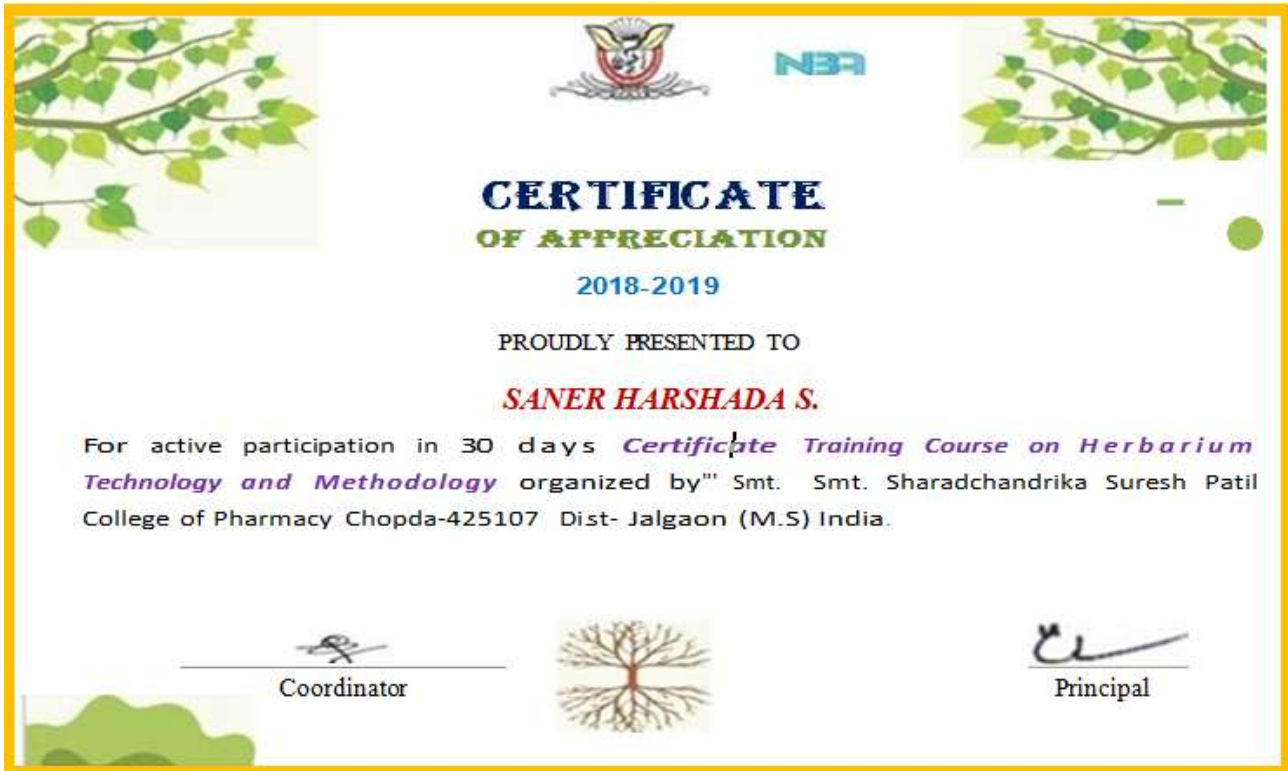 NBA
CERTIFICATE
OF APPRECIATION
2018-2019
PROUDLY PRESENTED TO
SANER HARSHADA S.
For active participation in 30 days Certificate Training Course on Herbarium
Technology and Methodology organized by"' Smt. Smt. Sharadchandrika Suresh Patil
College of Pharmacy Chopda-425107 Dist- Jalgaon (M.S) India.
Coordinator
Principal